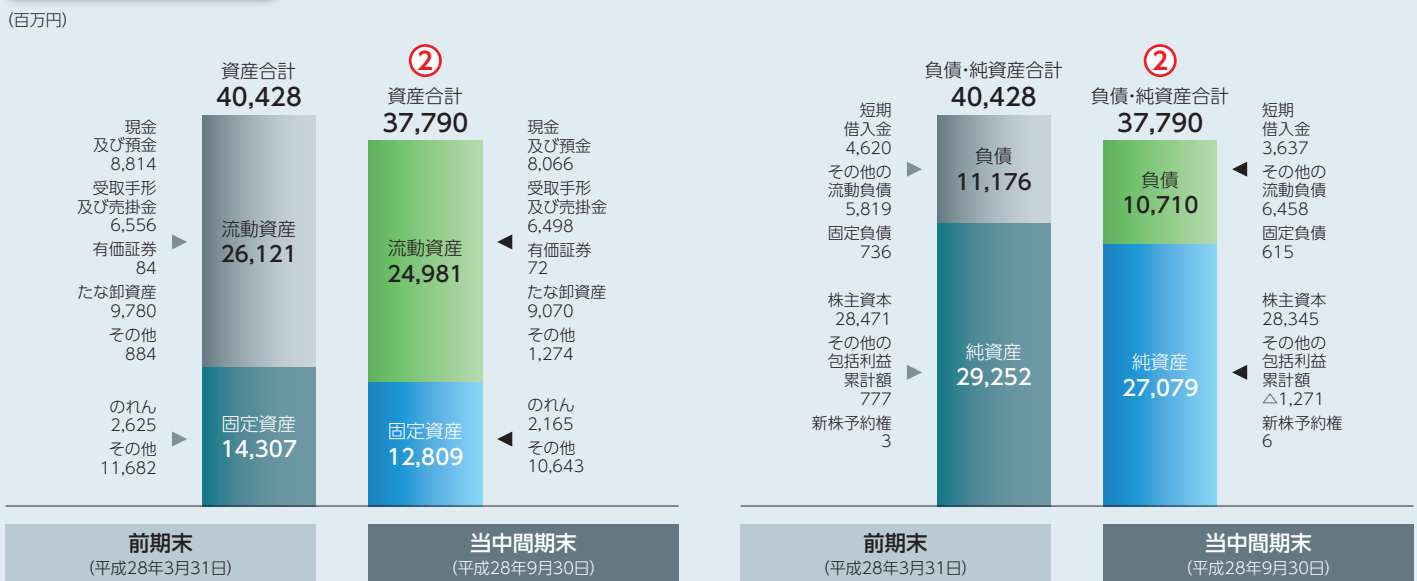 (百万円)
資産合計
40,428
現金
及び預金
8,814
受取手形
及び売掛金
6,556
有価証券
84
たな卸資産
9,780
その他
884
のれん
2,625
その他
11,682
流動資産
26,121
固定資産
14,307
②
資産合計
37,790
流動資産
24,981
固定資産
12,809
現金
及び預金
8,066
受取手形
及び売掛金
6,498
有価証券
72
たな卸資産
9,070
その他
1,274
のれん
2,165
その他
10,643
前期末
(平成28年3月31日)
当中間期末
(平成28年9月30日)
負債・純資産合計
40,428
短期
借入金
4,620
その他の
流動負債
5,819
固定負債
736
株主資本
28,471
その他の
包括利益
累計額
777
新株予約権
3
負債
11,176
純資産
29,252
②
負債・純資産合計
37,790
負債
10,710
純資産
27,079
短期
借入金
3,637
その他の
流動負債
6,458
固定負債
615
株主資本
28,345
その他の
包括利益
累計額
△1,271
新株予約権
6
前期末
(平成28年3月31日)
当中間期末
(平成28年9月30日)